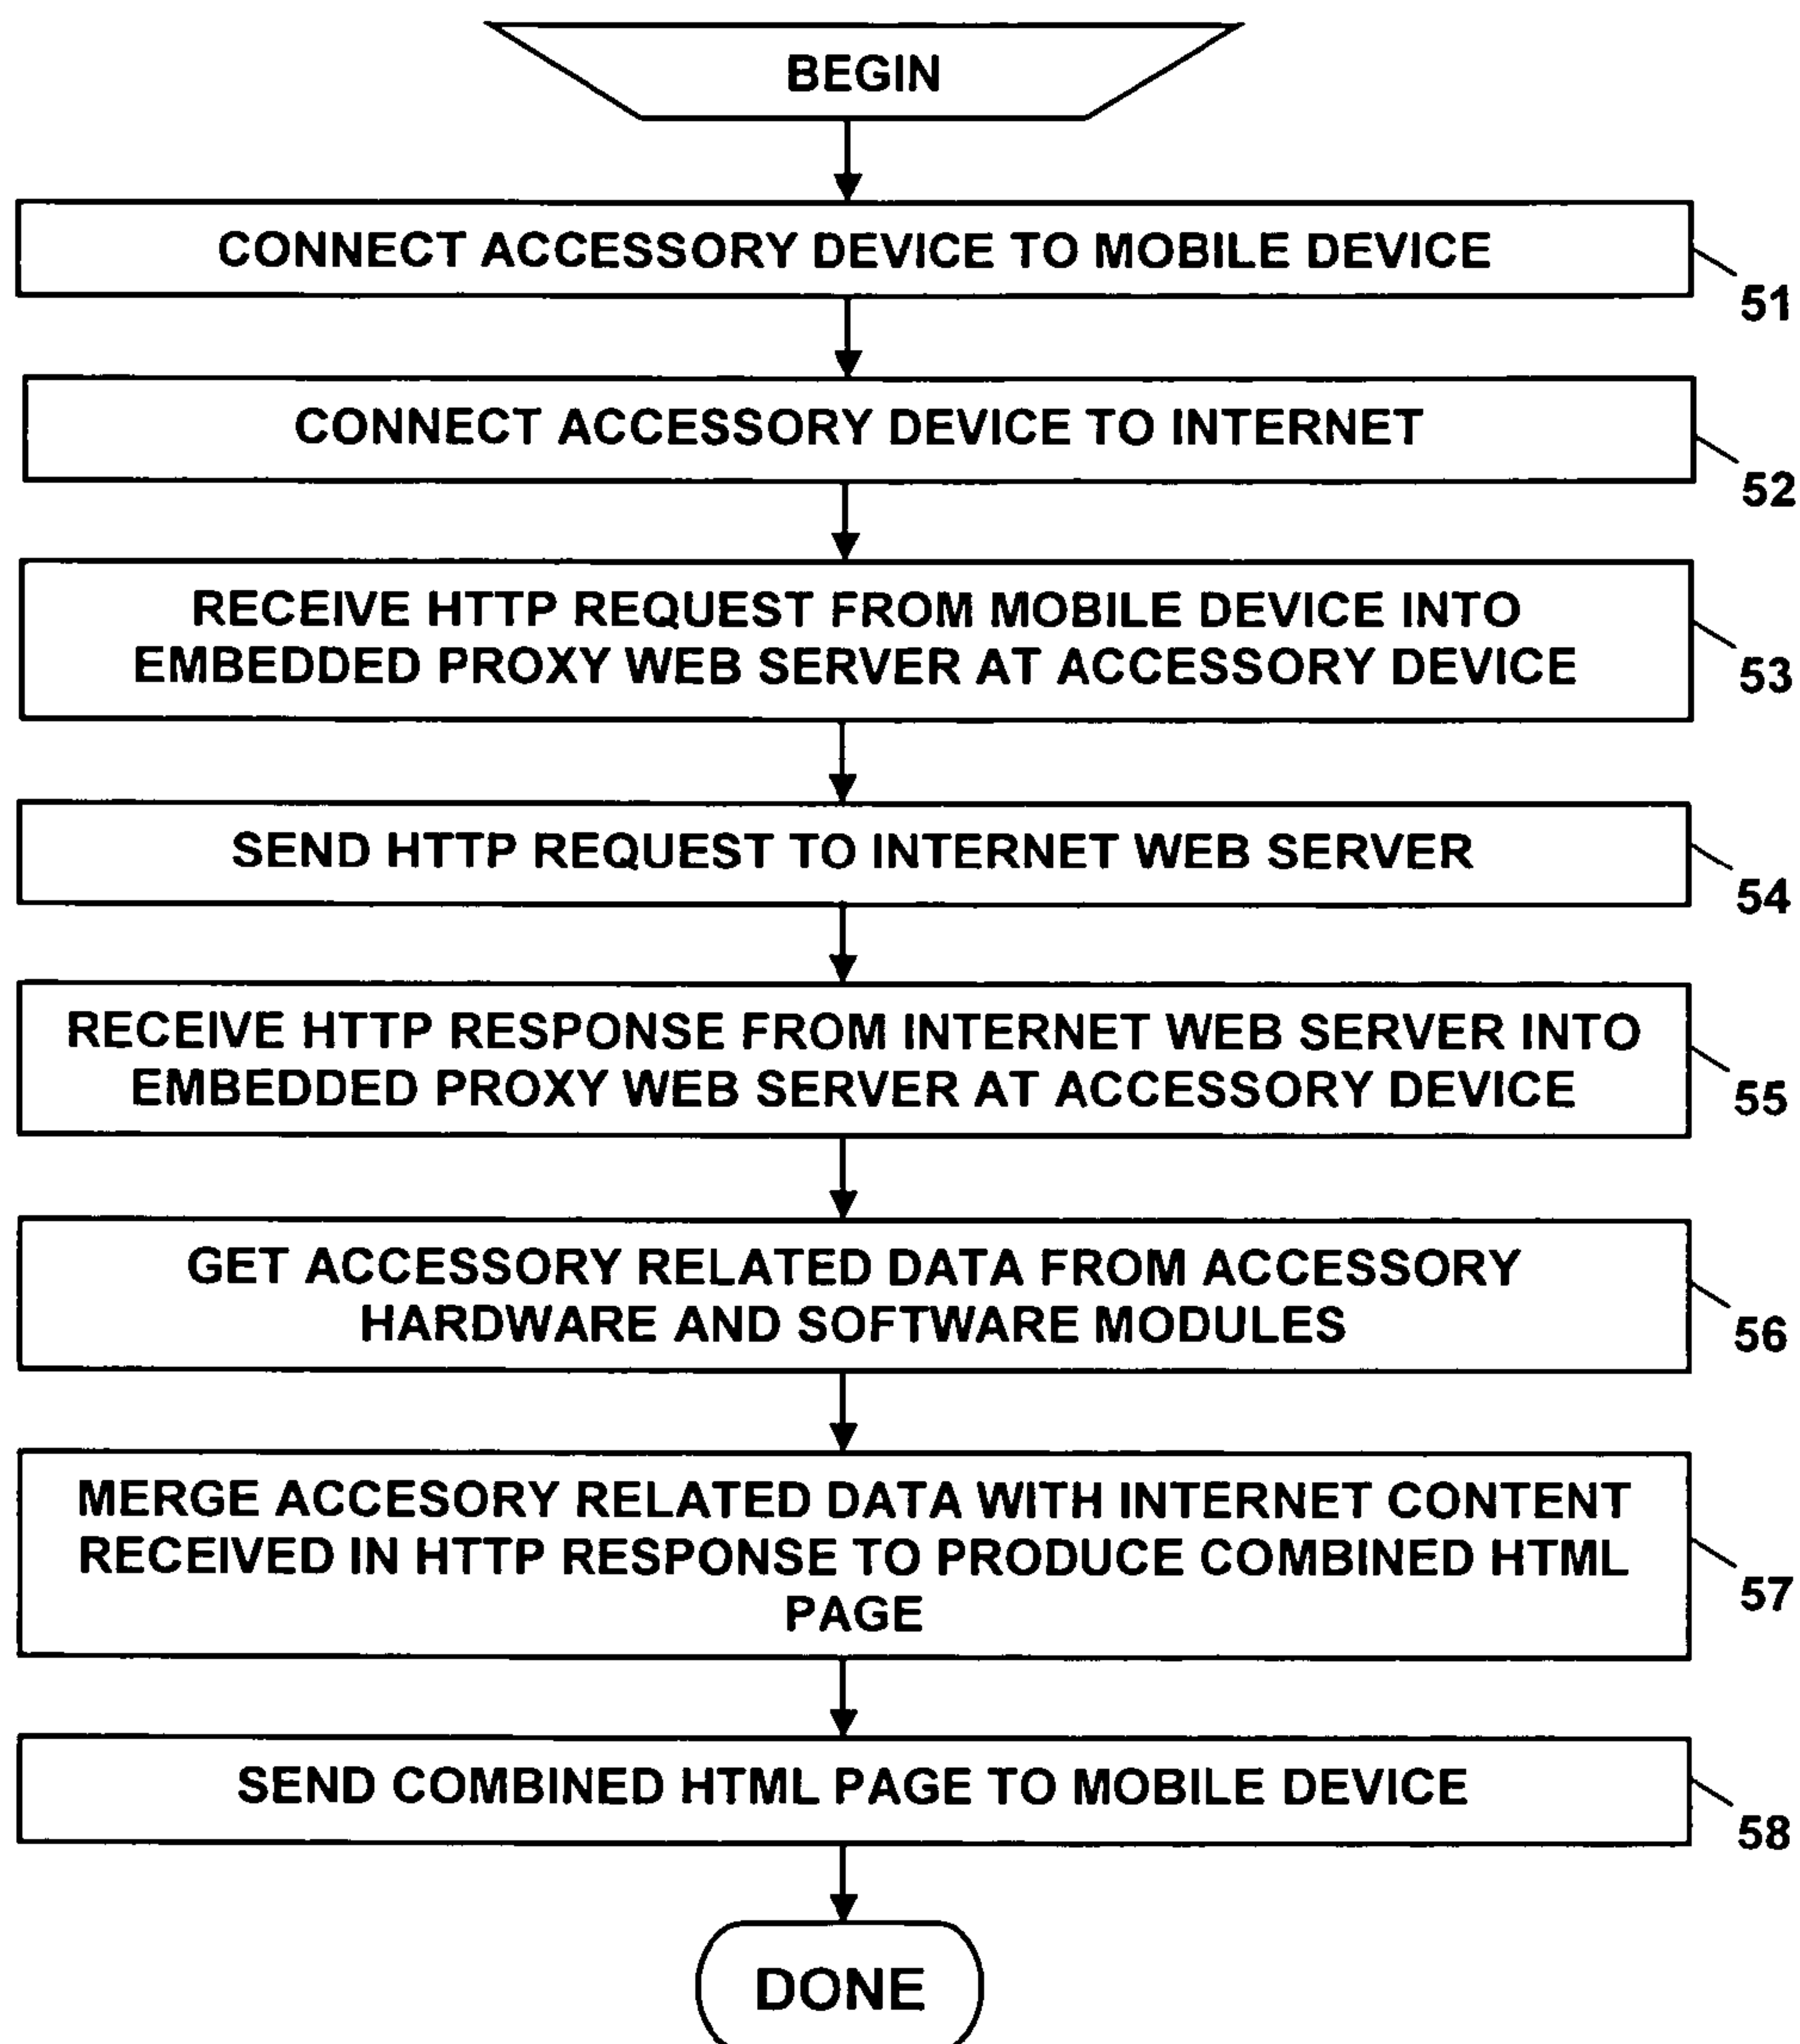 BEGIN
CONNECT ACCESSORY DEVICE TO MOBILE DEVICE
51
CONNECT ACCESSORY DEVICE TO INTERNET
52
RECEIVE HTTP REQUEST FROM MOBILE DEVICE INTO
EMBEDDED PROXY WEB SERVER AT ACCESSORY DEVICE
53
SEND HTTP REQUEST TO INTERNET WEB SERVER
54
RECEIVE HTTP RESPONSE FROM INTERNET WEB SERVER INTO
EMBEDDED PROXY WEB SERVER AT ACCESSORY DEVICE
55
GET ACCESSORY RELATED DATA FROM ACCESSORY
HARDWARE AND SOFTWARE MODULES
56
MERGE ACCESORY RELATED DATA WITH INTERNET CONTENT
RECEIVED IN HTTP RESPONSE TO PRODUCE COMBINED HTML
PAGE
57
SEND COMBINED HTML PAGE TO MOBILE DEVICE
58
DONE